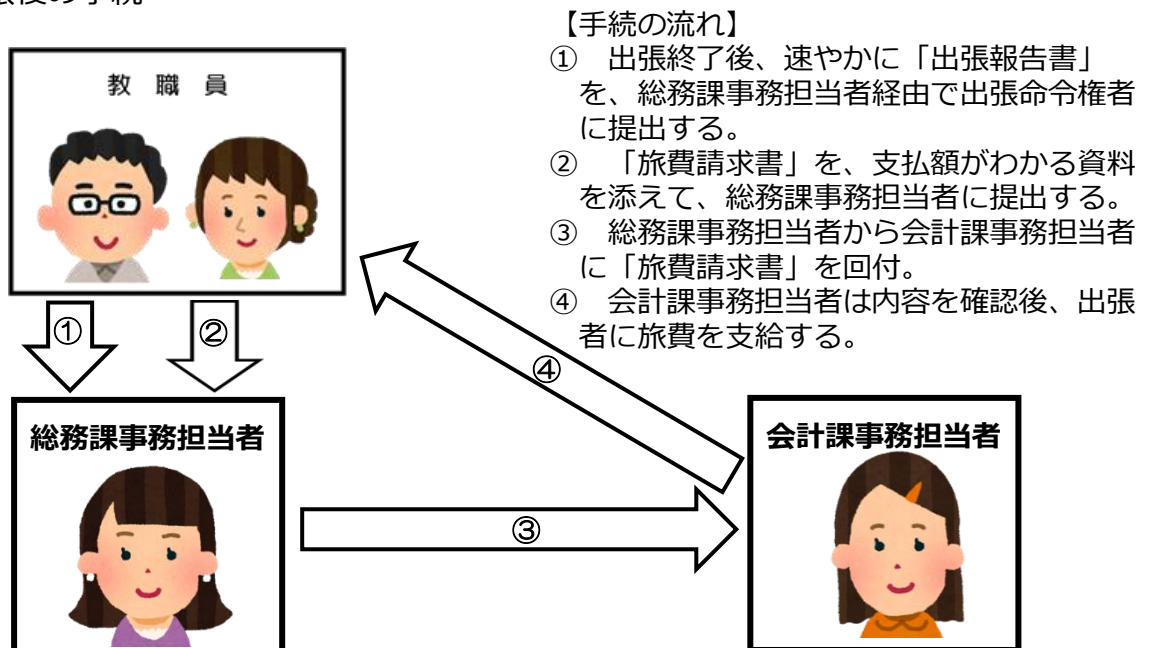 後の手続
【手続の流れ】
① 出張終了後、速やかに「出張報告書」
を、総務課事務担当者経由で出張命令権者
に提出する。
② 「旅費請求書」を、支払額がわかる資料
を添えて、総務課事務担当者に提出する。
③ 総務課事務担当者から会計課事務担当者
に「旅費請求書」を回付。
④ 会計課事務担当者は内容を確認後、出張
者に旅費を支給する。
教 職 員
①
②
④
総務課事務担当者
会計課事務担当者
③